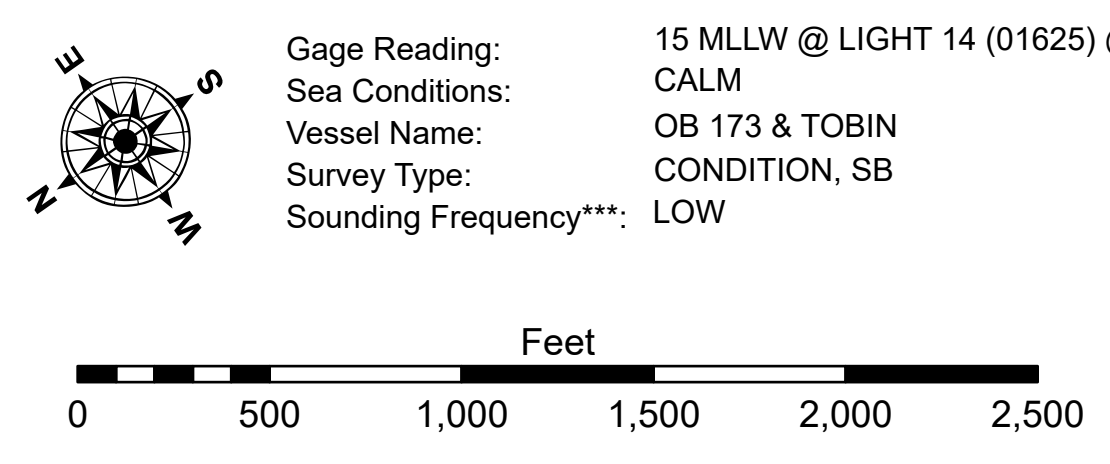 E
S
N
W
Gage Reading: 15 MLLW @ LIGHT 14 (01625)
Sea Conditions: CALM
Vessel Name: OB 173 & TOBIN
Survey Type: CONDITION, SB
Sounding Frequency***: LOW
Feet
0 500 1,000 1,500 2,000 2,500